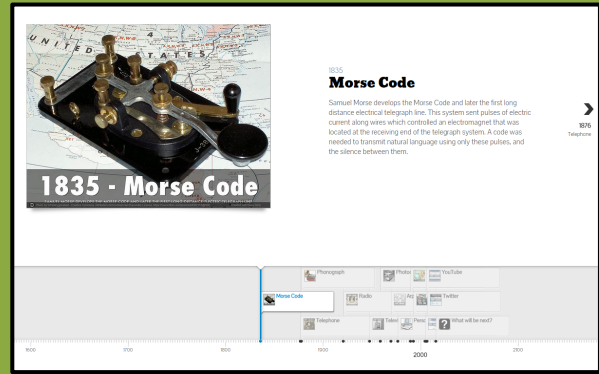 UNITED
STATES
1835 - Morse Code
1835
Morse Code
Samuel Morse develops the Morse Code and later the first long
distance electrical telegraph line. This system sent pulses of electric
current along wires which controlled an electromagnet that was
located at the receiving end of the telegraph system. A code was
needed to transmit natural language using only these pulses, and
the silence between them.
1876
Telephone
Phonograph
YouTube
Morse Code
Radio
Twitter
Telephone
What will be next?
1600
1700
1800
1900
2000
2100